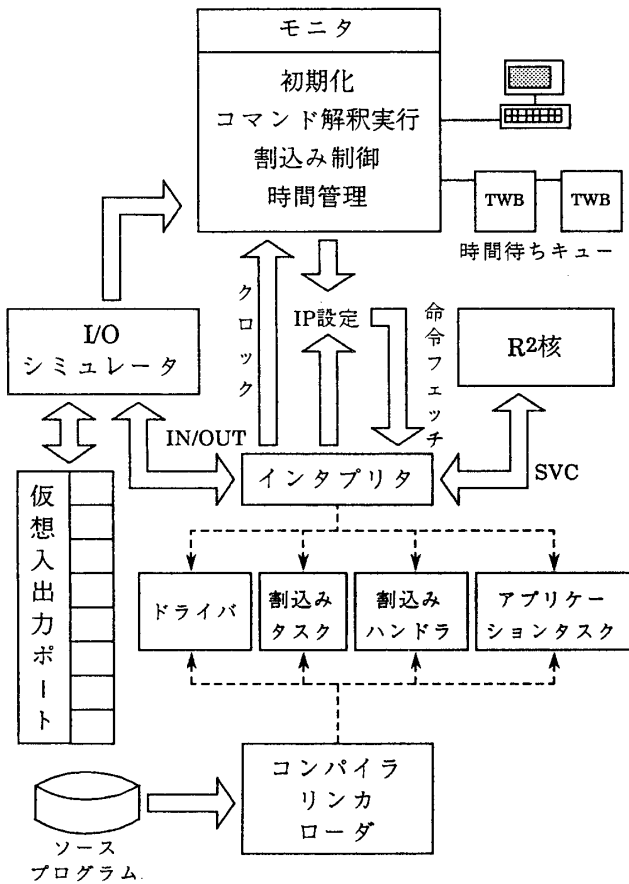 モニタ
初期化
コマンド解釈実行
割込み制御
時間管理
TWB
TWB
時間待ちキュー
I/O
シミュレータ
クロック
IP設定
命令フェッチ
R2核
IN/OUT
インタプリタ
SVC
仮想入出力ポート
ドライバ
割込み
タスク
割込み
ハンドラ
アプリケー
ションタスク
コンパイラ
リンカ
ローダ
ソース
プログラム